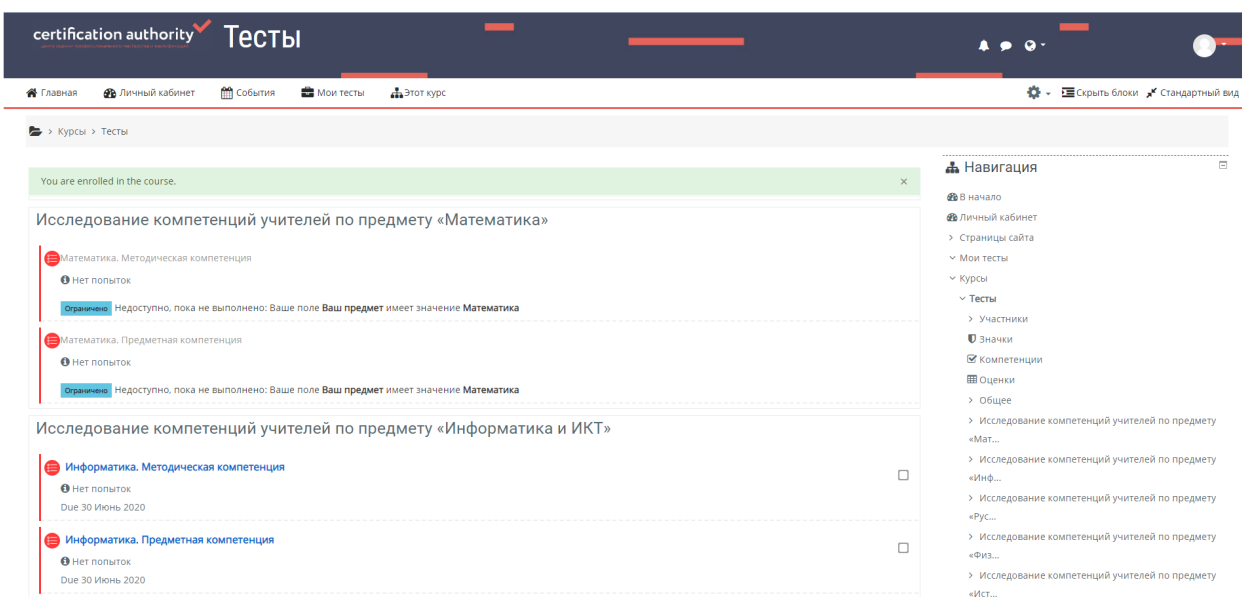 certification authority
Тесты
Главная Личный кабинет События Мои тесты Этот курс Скрыть блоки Стандартный вид
> Курсы > Тесты
You are enrolled in the course. ×
Исследование компетенций учителей по предмету «Математика»
Математика. Методическая компетенция
Нет попыток
Ограничено Недоступно, пока не выполнено: Ваше поле Ваш предмет имеет значение Математика
Математика. Предметная компетенция
Нет попыток
Ограничено Недоступно, пока не выполнено: Ваше поле Ваш предмет имеет значение Математика
Исследование компетенций учителей по предмету «Информатика и ИКТ»
Информатика. Методическая компетенция
Нет попыток
Due 30 Июнь 2020
Информатика. Предметная компетенция
Нет попыток
Due 30 Июнь 2020
Навигация
В начало
Личный кабинет
Страницы сайта
Мои тесты
Курсы
Тесты
Участники
Значки
Компетенции
Оценки
Общее
Исследование компетенций учителей по предмету
«Мат...
Исследование компетенций учителей по предмету
«Инф...
Исследование компетенций учителей по предмету
«Рус...
Исследование компетенций учителей по предмету
«Физ...
Исследование компетенций учителей по предмету
«Ист...